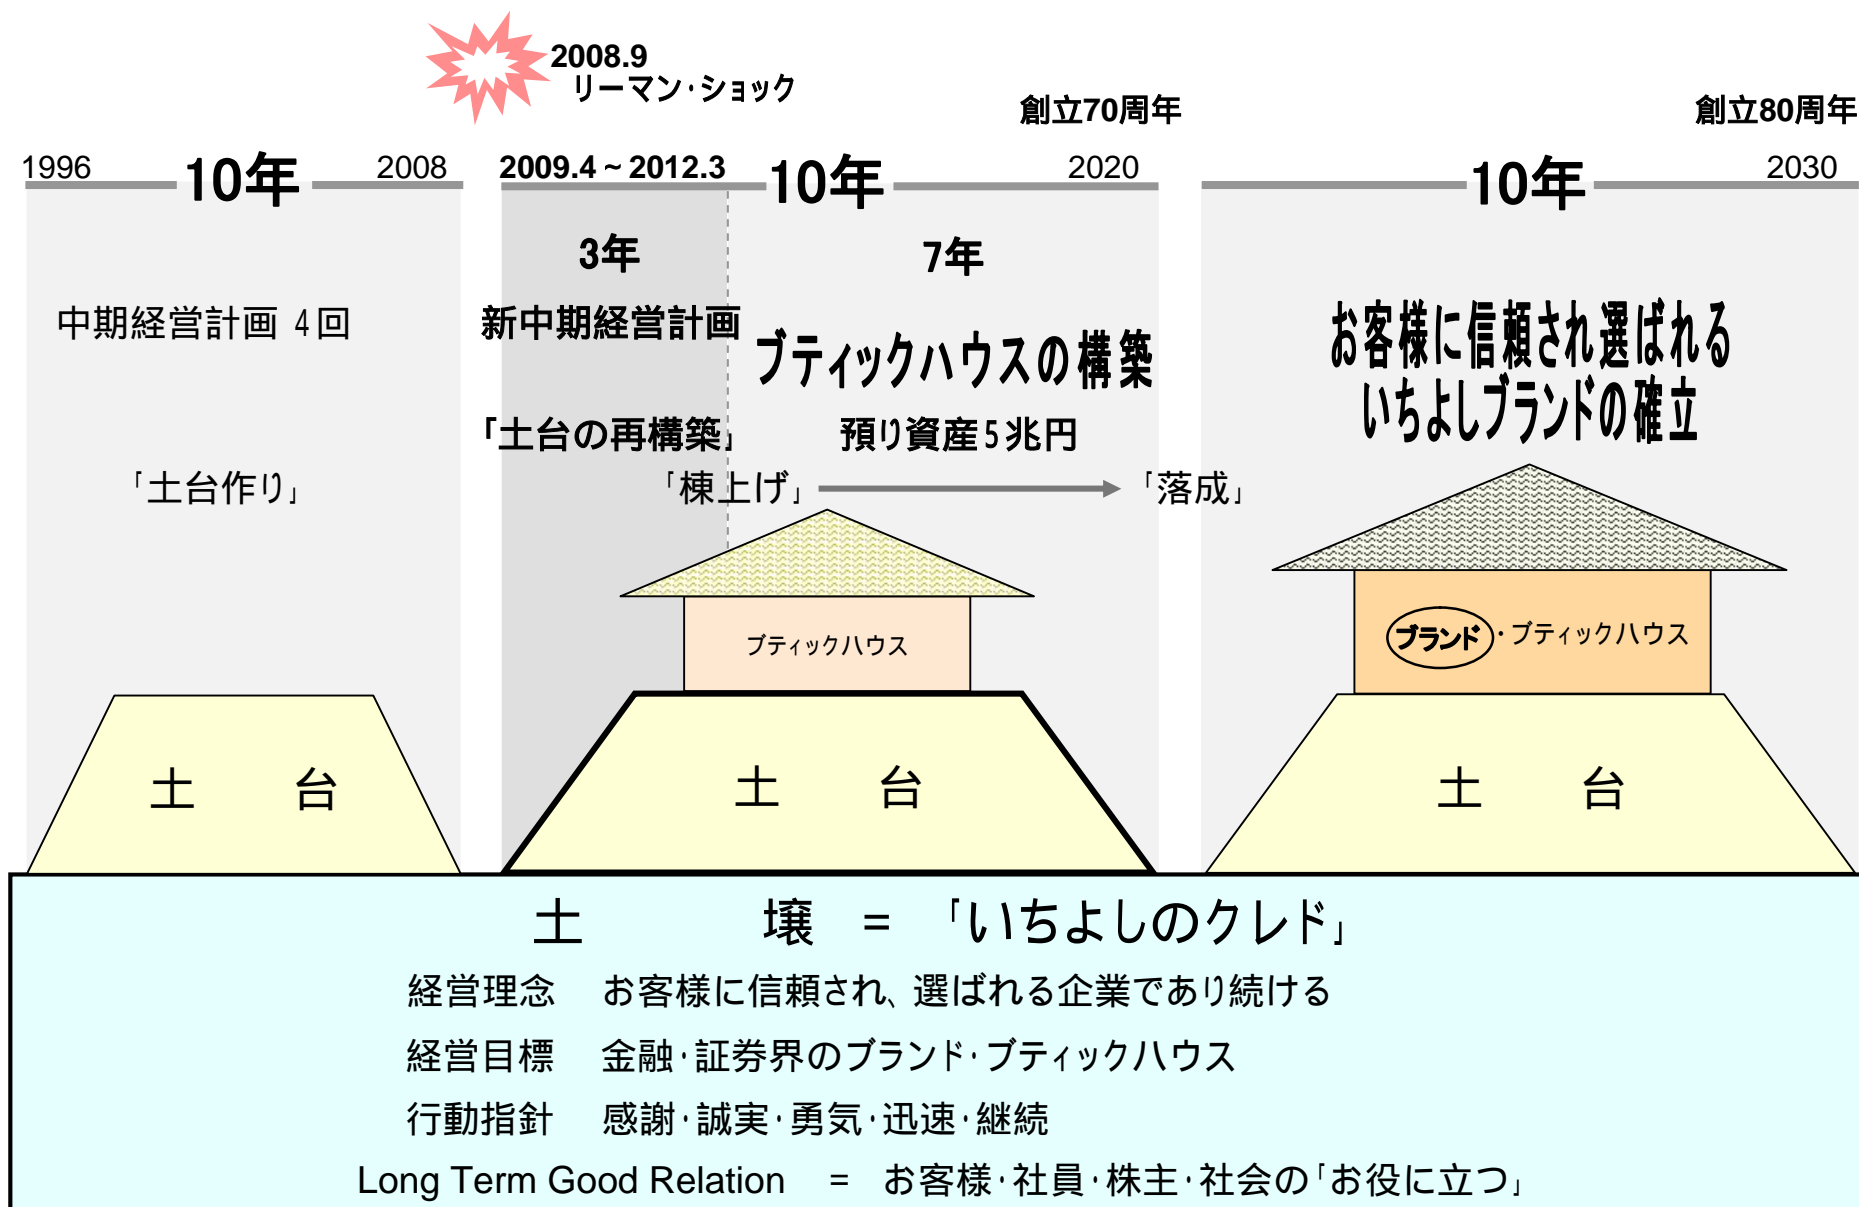 2008.9
リーマン・ショック
創立70周年
創立80周年
1996 10年 2008
2009.4～2012.3 10年 2020
10年 2030
3年
7年
中期経営計画 4回
新中期経営計画
ブティックハウスの構築
お客様に信頼され選ばれる
いちよしブランドの確立
「土台の再構築」
預り資産5兆円
「土台作り」
「棟上げ」
「落成」
ブティックハウス
ブランド・ブティックハウス
土 台
土 台
土 台
土 壌 = 「いちよしのクレド」
経営理念 お客様に信頼され、選ばれる企業であり続ける
経営目標 金融・証券界のブランド・ブティックハウス
行動指針 感謝・誠実・勇気・迅速・継続
Long Term Good Relation = お客様・社員・株主・社会の「お役に立つ」